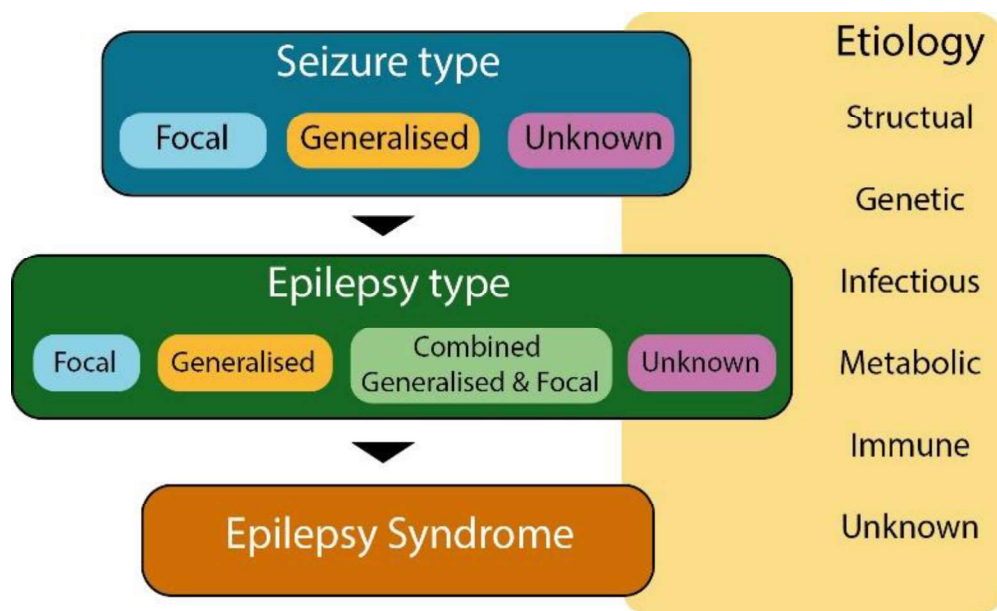 Seizure type
Focal
Generalised
Unknown
Epilepsy type
Focal
Generalised
Combined
Generalised & Focal
Unknown
Epilepsy Syndrome
Etiology
Structual
Genetic
Infectious
Metabolic
Immune
Unknown